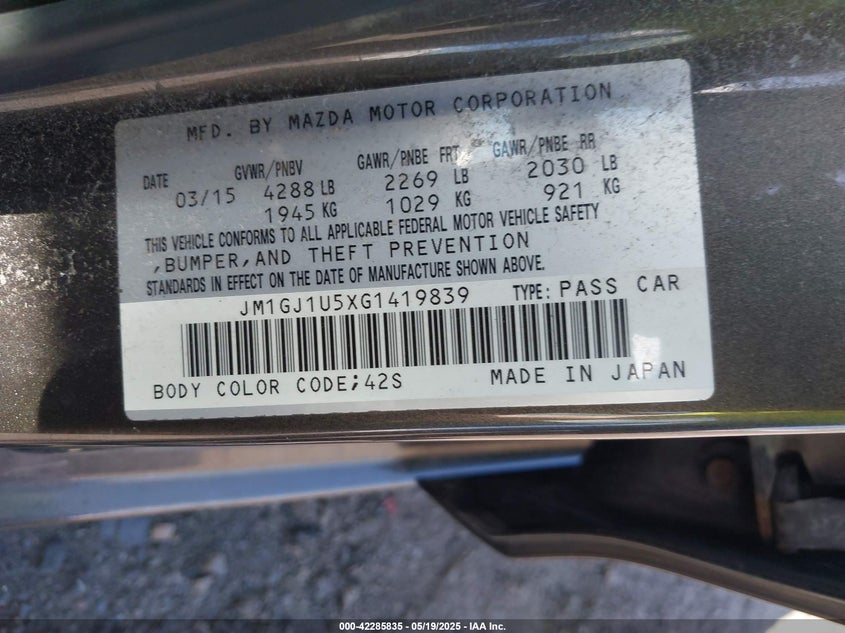 MFD. BY MAZDA MOTOR CORPORATION
DATE GVWR/PNBV GAWR/PNBE FRT GAWR/PNBE RR
03/15 4288 LB 2269 LB 2030 LB
1945 KG 1029 KG 921 KG
THIS VEHICLE CONFORMS TO ALL APPLICABLE FEDERAL MOTOR VEHICLE SAFETY
,BUMPER,AND THEFT PREVENTION
STANDARDS IN EFFECT ON THE DATE OF MANUFACTURE SHOWN ABOVE.
JM1GJ1U5XG1419839 TYPE: PASS CAR
BODY COLOR CODE;42S MADE IN JAPAN
000-42285835 - 05/19/2025 - IAA Inc.